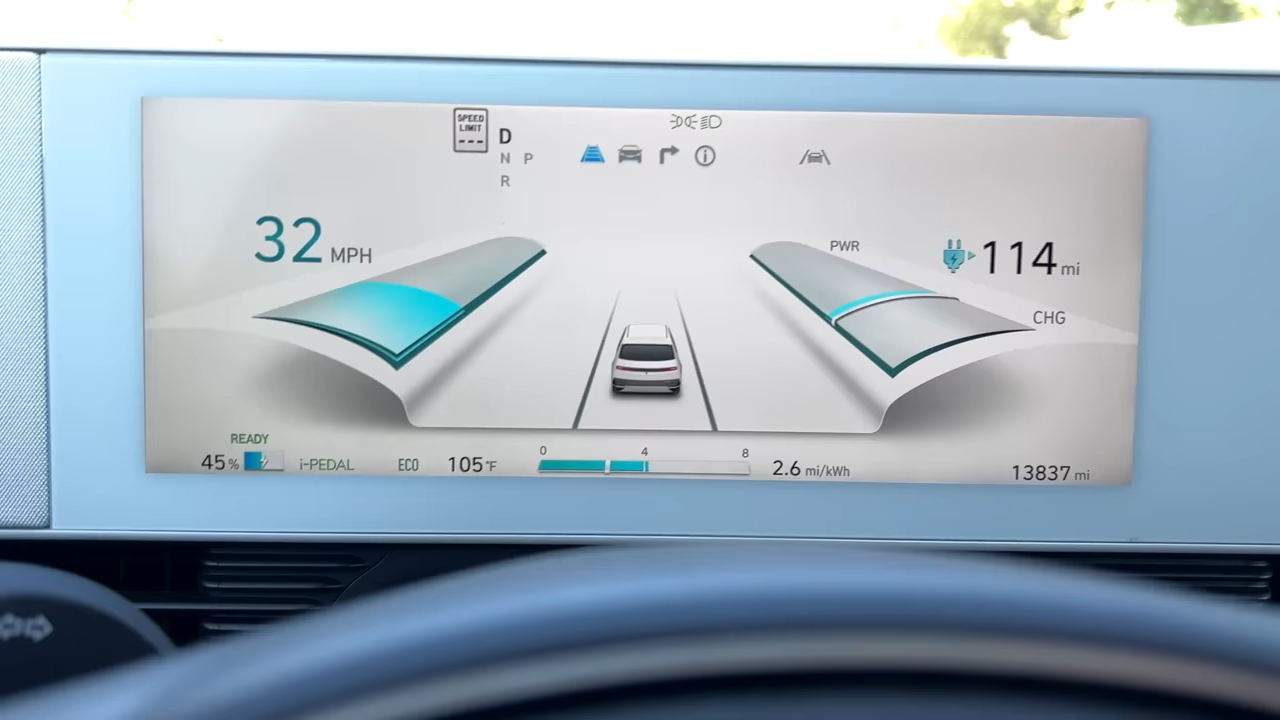 SPEED
LIMIT
---
D
N P
R
32 MPH
PWR
114 mi
CHG
READY
45% i-PEDAL ECO 105°F
0 4 8
2.6 mi/kWh
13837 mi